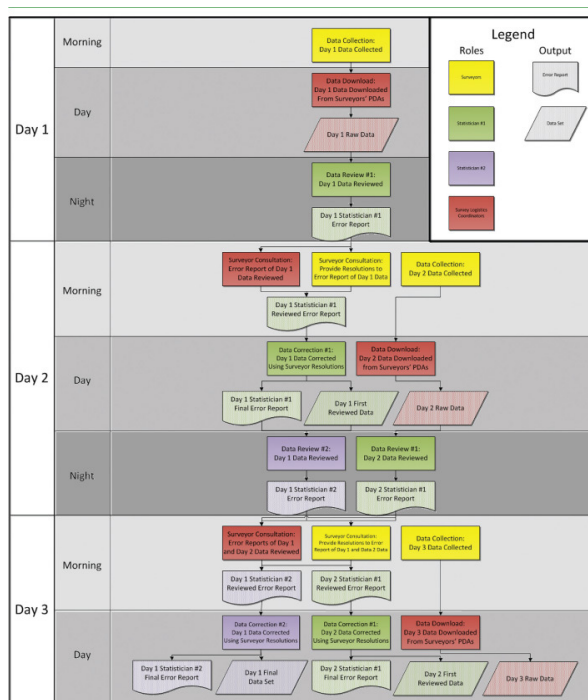 Legend
Roles
Output
Surveyors
Error Report
Statistician #1
Data Set
Statistician #2
Survey Logistics
Coordinators
Day 1
Morning
Data Collection:
Day 1 Data Collected
Day
Data Download:
Day 1 Data Downloaded
From Surveyors' PDAs
Day 1 Raw Data
Night
Data Review #1:
Day 1 Data Reviewed
Day 1 Statistician #1
Error Report
Day 2
Morning
Surveyor Consultation:
Error Report of Day 1
Data Reviewed
Surveyor Consultation:
Provide Resolutions to
Error Report of Day 1 Data
Data Collection:
Day 2 Data Collected
Day 1 Statistician #1
Reviewed Error Report
Day
Data Correction #1:
Day 1 Data Corrected
Using Surveyor Resolutions
Data Download:
Day 2 Data Downloaded
from Surveyors' PDAs
Day 1 Statistician #1
Final Error Report
Day 1 First
Reviewed Data
Day 2 Raw Data
Night
Data Review #2:
Day 1 Data Reviewed
Data Review #1:
Day 2 Data Reviewed
Day 1 Statistician #2
Error Report
Day 2 Statistician #1
Error Report
Day 3
Morning
Surveyor Consultation:
Error Reports of Day 1
and Day 2 Data Reviewed
Surveyor Consultation:
Provide Resolutions to Error
Report of Day 1 and Data 2 Data
Data Collection:
Day 3 Data Collected
Day 1 Statistician #2
Reviewed Error Report
Day 2 Statistician #1
Reviewed Error Report
Day
Data Correction #2:
Day 1 Data Corrected
Using Surveyor Resolutions
Data Correction #1:
Day 2 Data Corrected
Using Surveyor Resolutions
Data Download:
Day 3 Data Downloaded
From Surveyors' PDAs
Day 1 Statistician #2
Final Error Report
Day 1 Final
Data Set
Day 2 Statistician #1
Final Error Report
Day 2 First
Reviewed Data
Day 3 Raw Data